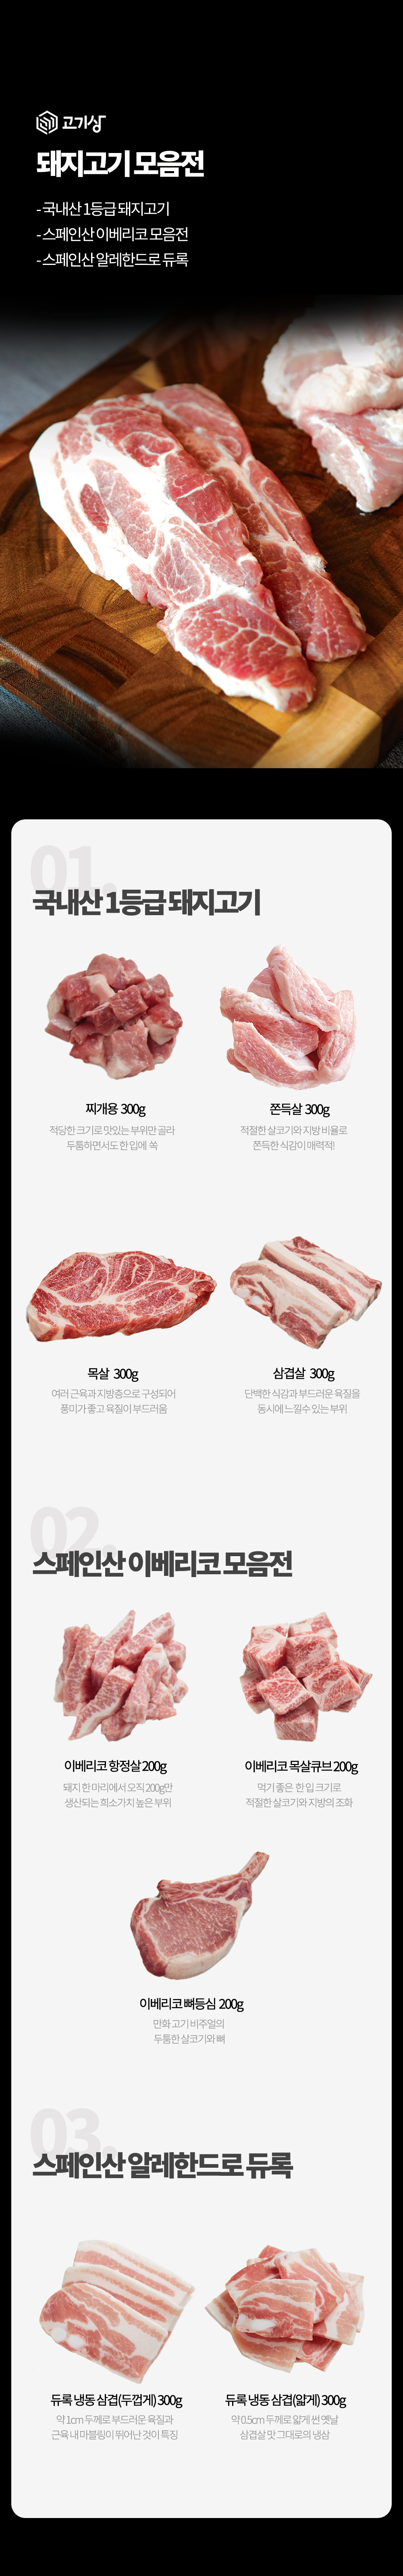 고기상
돼지고기 모음전
- 국내산 1등급 돼지고기
- 스페인산 이베리코 모음전
- 스페인산 알레한드로 듀록
01.
국내산 1등급 돼지고기
찌개용 300g
적당한 크기로 맛있는 부위만 골라
두툼하면서도 한 입에 쏙
쫀득살 300g
적절한 살코기와 지방 비율로
쫀득한 식감이 매력적!
목살 300g
여러 근육과 지방층으로 구성되어
풍미가 좋고 육질이 부드러움
삼겹살 300g
단백한 식감과 부드러운 육질을
동시에 느낄수 있는 부위
02.
스페인산 이베리코 모음전
이베리코 항정살 200g
돼지 한 마리에서 오직 200g만
생산되는 희소가치 높은 부위
이베리코 목살큐브 200g
먹기 좋은 한 입 크기로
적절한 살코기와 지방의 조화
이베리코 뼈등심 200g
만화 고기 비주얼의
두툼한 살코기와 뼈
03.
스페인산 알레한드로 듀록
듀록 냉동 삼겹(두껍게) 300g
약 1cm 두께로 부드러운 육질과
근육 내 마블링이 뛰어난 것이 특징
듀록 냉동 삼겹(얇게) 300g
약 0.5cm 두께로 얇게 썬 옛날
삼겹살 맛 그대로의 냉삼